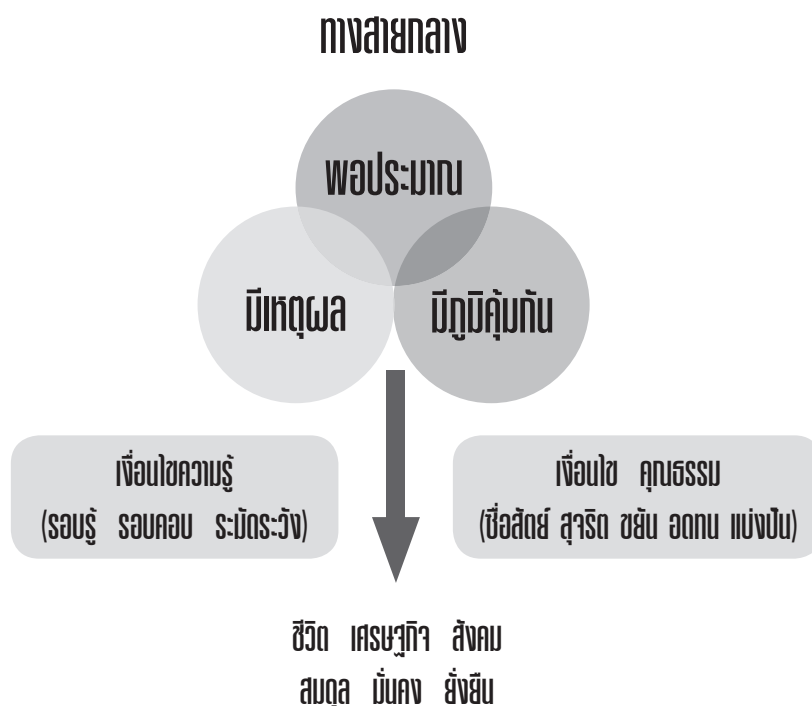 ทางสายกลาง
พอประมาณ
มีเหตุผล
มีภูมิคุ้มกัน
เงื่อนไขความรู้
(รอบรู้ รอบคอบ ระมัดระวัง)
เงื่อนไข คุณธรรม
(ซื่อสัตย์ สุจริต ขยัน อดทน แบ่งปัน)
ชีวิต เศรษฐกิจ สังคม
สมดุล มั่นคง ยั่งยืน